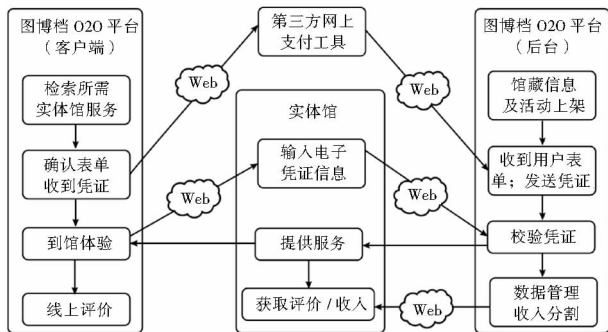 图博档 O2O 平台
（客户端）
检索所需
实体馆服务
确认表单
收到凭证
到馆体验
线上评价
第三方网上
支付工具
Web
Web
实体馆
输入电子
凭证信息
Web
Web
提供服务
获取评价 / 收入
Web
图博档 O2O 平台
（后台）
馆藏信息
及活动上架
收到用户表
单；发送凭证
校验凭证
数据管理
收入分割